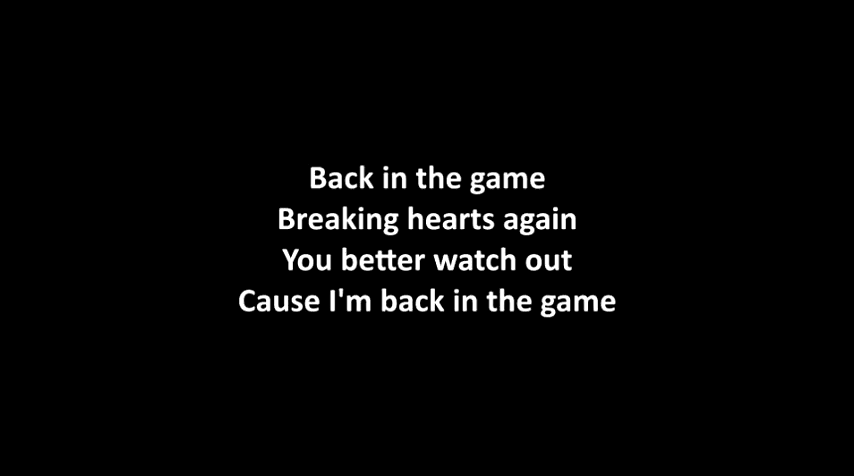 Back in the game
Breaking hearts again
You better watch out
Cause I'm back in the game